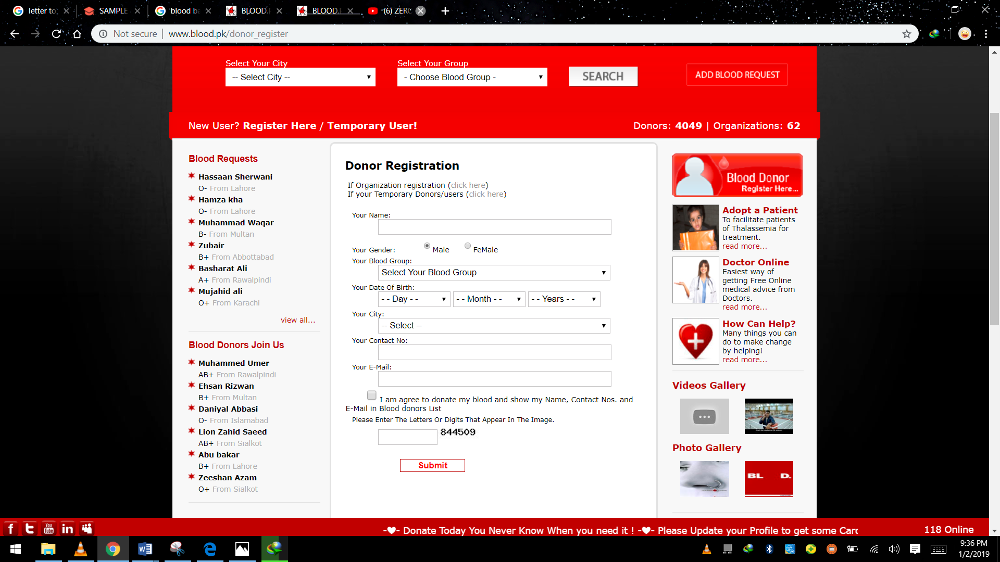 letter to
SAMPLE
blood ba
BLOOD.
BLOOD.
(6) ZERO
Not secure | www.blood.pk/donor_register
Select Your City
-- Select City --
Select Your Group
- Choose Blood Group -
SEARCH
ADD BLOOD REQUEST
New User? Register Here / Temporary User!
Donors: 4049 | Organizations: 62
Blood Requests
Hassaan Sherwani
O- From Lahore
Hamza kha
O- From Lahore
Muhammad Waqar
B- From Multan
Zubair
B+ From Abbottabad
Basharat Ali
A+ From Rawalpindi
Mujahid ali
O+ From Karachi
view all...
Blood Donors Join Us
Muhammed Umer
AB+ From Rawalpindi
Ehsan Rizwan
B+ From Multan
Daniyal Abbasi
O- From Islamabad
Lion Zahid Saeed
AB+ From Sialkot
Abu bakar
B+ From Lahore
Zeeshan Azam
O+ From Sialkot
Donor Registration
If Organization registration (click here)
If your Temporary Donors/users (click here)
Your Name:
Your Gender: Male FeMale
Your Blood Group:
Select Your Blood Group
Your Date Of Birth:
- - Day - - - - Month - - - - Years - -
Your City:
-- Select --
Your Contact No:
Your E-Mail:
I am agree to donate my blood and show my Name, Contact Nos. and
E-Mail in Blood donors List
Please Enter The Letters Or Digits That Appear In The Image.
844509
Submit
Blood Donor
Register Here...
Adopt a Patient
To facilitate patients
of Thalassemia for
treatment.
read more...
Doctor Online
Easiest way of
getting Free Online
medical advice from
Doctors.
read more...
How Can Help?
Many things you can
do to make change
by helping!
read more...
Videos Gallery
Photo Gallery
BL D.
You
Tube
-- Donate Today You Never Know When you need it ! -- Please Update your Profile to get some Card
118 Online
9:36 PM
1/2/2019